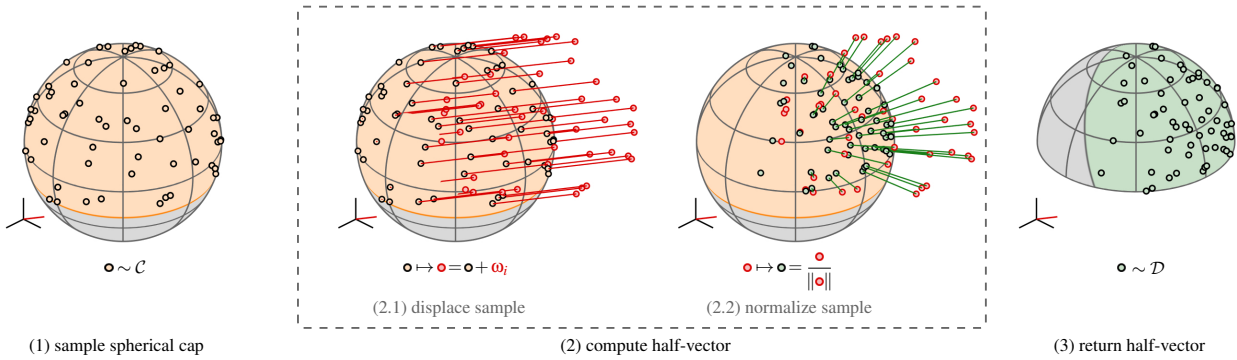 ∼ 𝒞
↦ = + ω𝑖
↦ = / ‖ ‖
∼ 𝒟
(2.1) displace sample
(2.2) normalize sample
(1) sample spherical cap
(2) compute half-vector
(3) return half-vector